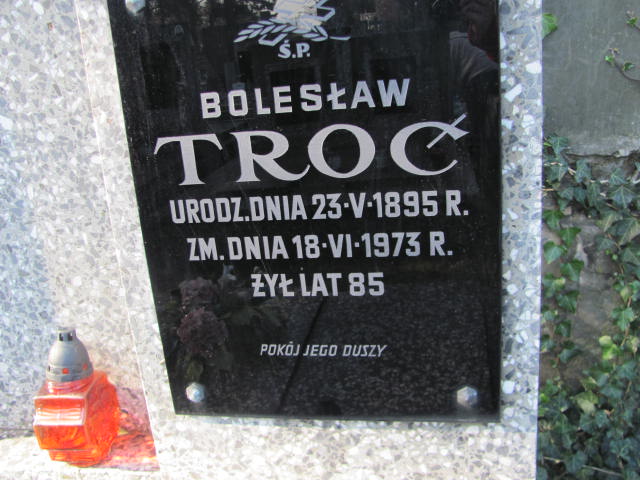 Ś.P.
BOLESŁAW
TROĆ
URODZ.DNIA 23-V-1895 R.
ZM. DNIA 18-VI-1973 R.
ŻYŁ LAT 85
POKÓJ JEGO DUSZY